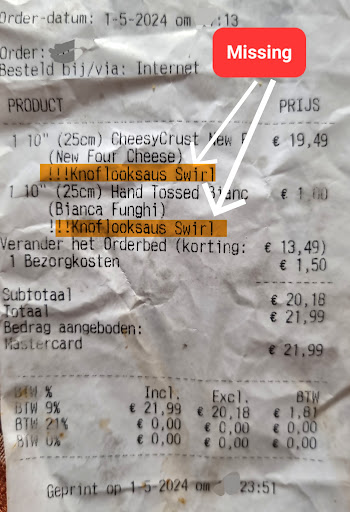 Order-datum: 1-5-2024 om :13
Order:
Besteld bij/via: Internet
Missing
PRODUCT PRIJS
1 10" (25cm) CheesyCrust New € 19,49
(New Four Cheese)
!!!Knoflooksaus Swirl
1 10" (25cm) Hand Tossed Bianc €
(Bianca Funghi)
!!!Knoflooksaus Swirl
Verander het Orderbed (korting: € 13,49)
1 Bezorgkosten € 1,50
Subtotaal € 20,18
Totaal € 21,99
Bedrag aangeboden:
Mastercard € 21,99
BTW % Incl. Excl. BTW
BTW 9% € 21,99 € 20,18 € 1,81
BTW 21% € 0,00 € 0,00 € 0,00
BTW 0% € 0,00 € 0,00 € 0,00
Geprint op 1-5-2024 om 23:51